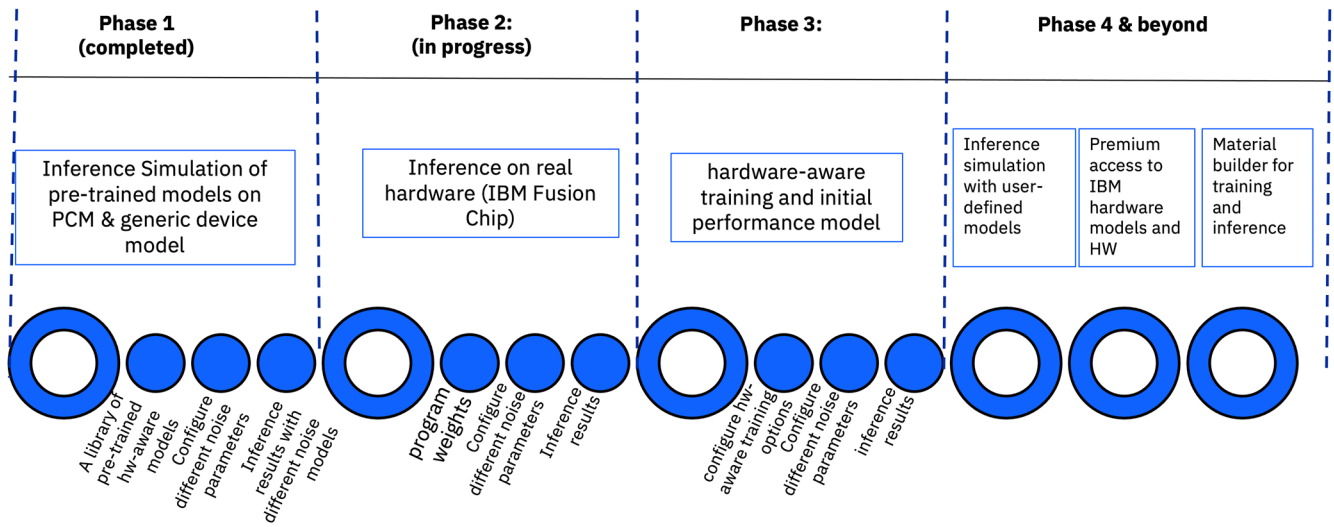 Phase 1
(completed)
Phase 2:
(in progress)
Phase 3:
Phase 4 & beyond
Inference Simulation of
pre-trained models on
PCM & generic device
model
Inference on real
hardware (IBM Fusion
Chip)
hardware-aware
training and initial
performance model
Inference
simulation
with user-
defined
models
Premium
access to
IBM
hardware
models and
HW
Material
builder for
training
and
inference
A library of
pre-trained
hw-aware
models
Configure
different noise
parameters
Inference
results with
different noise
models
program
weights
Configure
different noise
parameters
Inference
results
configure hw-
aware training
options
Configure
different noise
parameters
inference
results